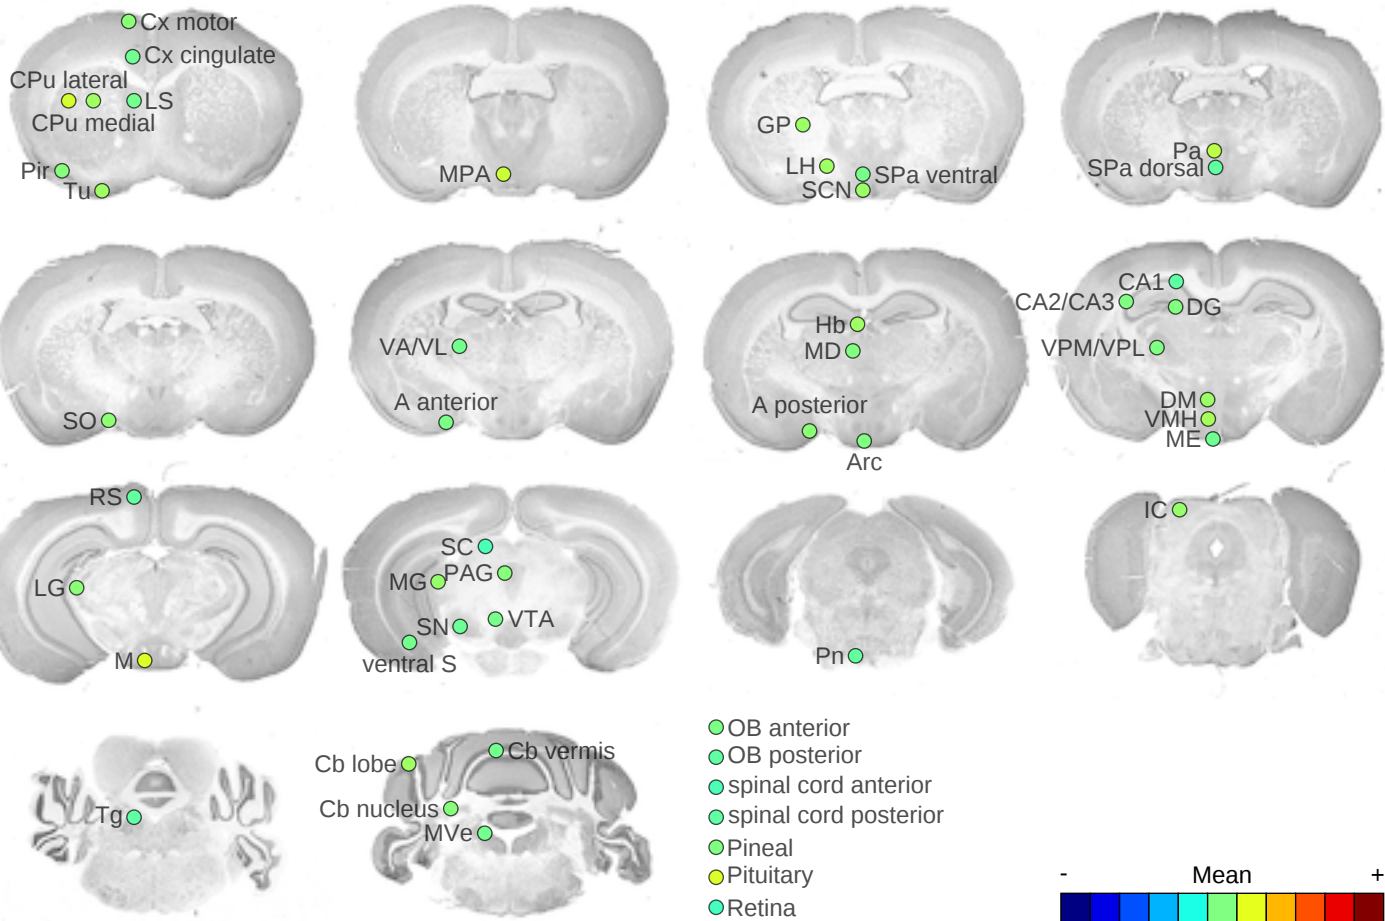 Cx motor
Cx cingulate
CPu lateral
LS
CPu medial
Pir
Tu
MPA
GP
LH
SPa ventral
SCN
Pa
SPa dorsal
SO
VA/VL
A anterior
Hb
MD
A posterior
Arc
CA1
CA2/CA3
DG
VPM/VPL
DM
VMH
ME
RS
LG
M
SC
MG
PAG
VTA
SN
ventral S
Pn
IC
Tg
Cb vermis
Cb lobe
Cb nucleus
MVe
OB anterior
OB posterior
spinal cord anterior
spinal cord posterior
Pineal
Pituitary
Retina
- Mean +